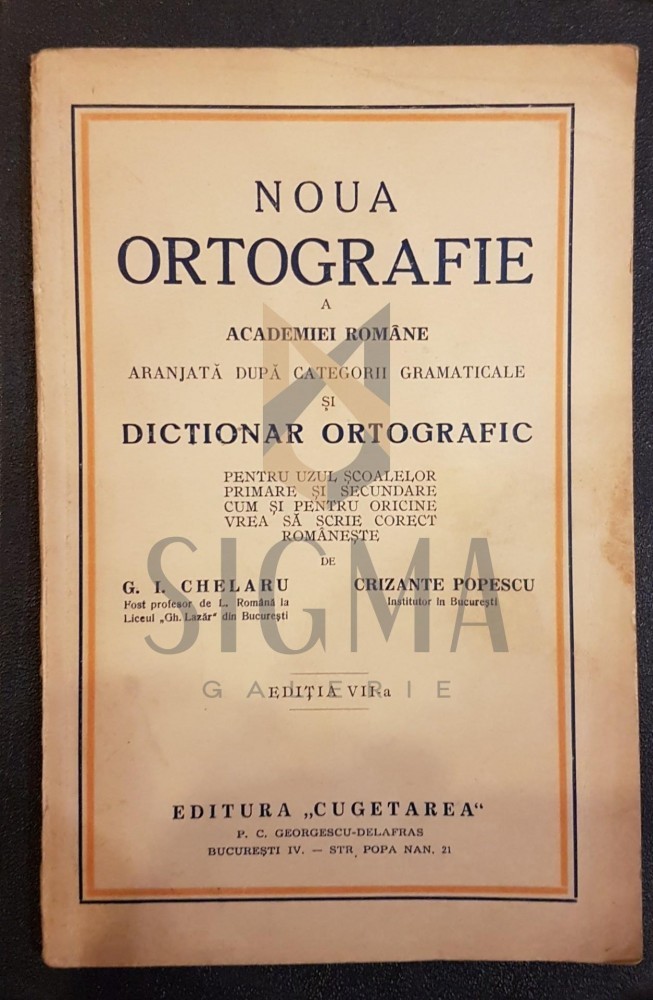 NOUA
ORTOGRAFIE
A
ACADEMIEI ROMÂNE
ARANJATĂ DUPĂ CATEGORII GRAMATICALE
ȘI
DICȚIONAR ORTOGRAFIC
PENTRU UZUL ȘCOALELOR
PRIMARE ȘI SECUNDARE
CUM ȘI PENTRU ORICINE
VREA SĂ SCRIE CORECT
ROMÂNEȘTE
DE
G. I. CHELARU
Fost profesor de L. Română la
Liceul „Gh. Lazăr" din București
CRIZANTE POPESCU
Institutor în București
SIGMA
GALERIE
EDIȚIA VII-a
EDITURA „CUGETAREA"
P. C. GEORGESCU-DELAFRAS
BUCUREȘTI IV. — STR. POPA NAN, 21